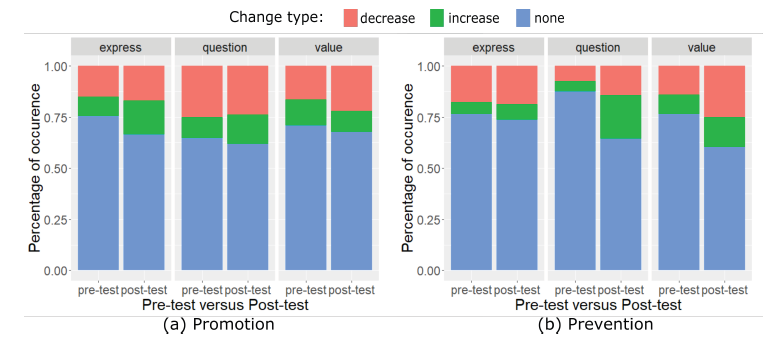 Change type: decrease increase none
express question value express question value
Percentage of occurence
1.00
0.75
0.50
0.25
0.00
Percentage of occurence
1.00
0.75
0.50
0.25
0.00
pre-test post-test pre-test post-test pre-test post-test pre-test post-test pre-test post-test pre-test post-test
Pre-test versus Post-test Pre-test versus Post-test
(a) Promotion (b) Prevention